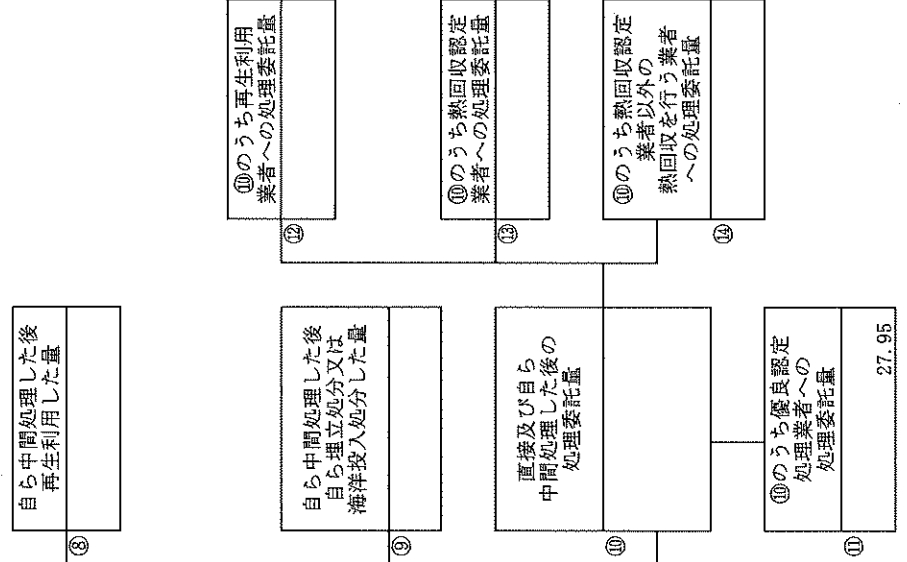 自ら中間処理した後
再生利用した量
⑧
自ら中間処理した後
自ら埋立処分又は
海洋投入処分した量
⑨
直接及び自ら
中間処理した後の
処理委託量
⑩
⑩のうち優良認定
処理業者への
処理委託量
27.95
⑪
⑩のうち再生利用
業者への処理委託量
⑫
⑩のうち熱回収認定
業者への処理委託量
⑬
⑩のうち熱回収認定
業者以外の
熱回収を行う業者
への処理委託量
⑭